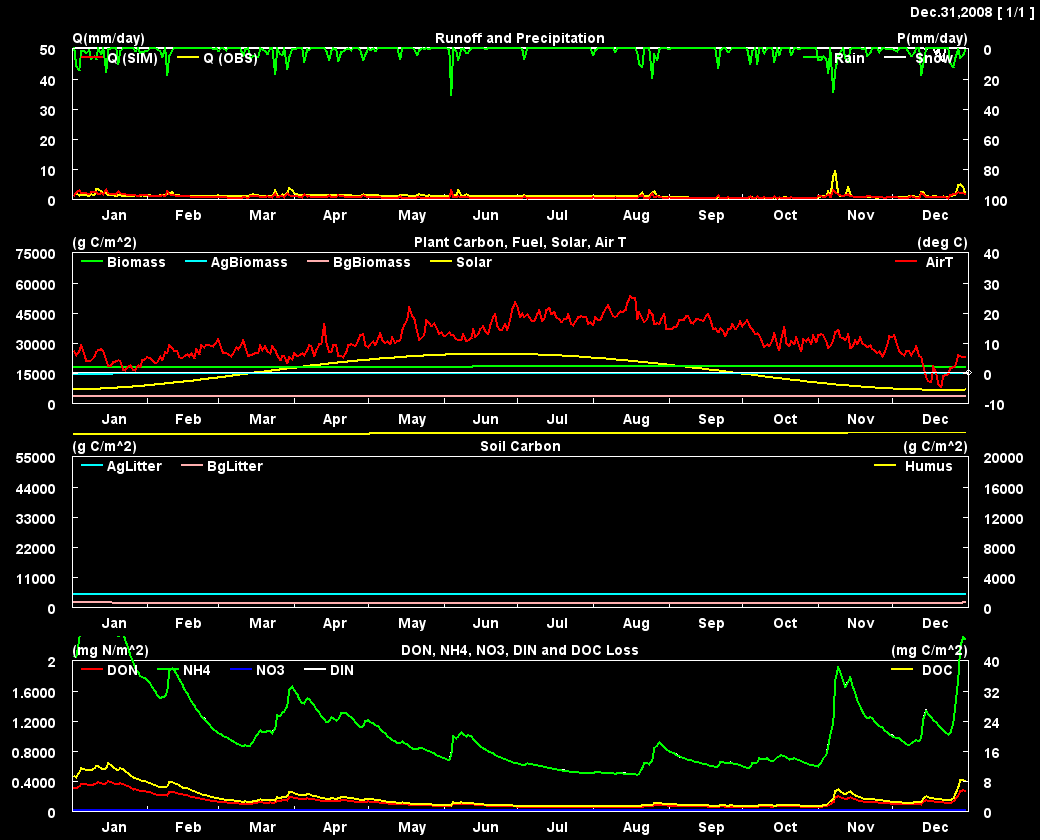 Dec.31,2008 [ 1/1 ]
Q(mm/day) Runoff and Precipitation P(mm/day)
50 0
Q (SIM) Q (OBS) Rain Snow
40 20
30 40
20 60
10 80
0 100
Jan Feb Mar Apr May Jun Jul Aug Sep Oct Nov Dec
(g C/m^2) Plant Carbon, Fuel, Solar, Air T (deg C)
75000 40
Biomass AgBiomass BgBiomass Solar AirT
60000 30
45000 20
30000 10
15000 0
0 -10
Jan Feb Mar Apr May Jun Jul Aug Sep Oct Nov Dec
(g C/m^2) Soil Carbon (g C/m^2)
55000 20000
AgLitter BgLitter Humus
44000 16000
33000 12000
22000 8000
11000 4000
0 0
Jan Feb Mar Apr May Jun Jul Aug Sep Oct Nov Dec
(mg N/m^2) DON, NH4, NO3, DIN and DOC Loss (mg C/m^2)
2 40
DON NH4 NO3 DIN DOC
1.6000 32
1.2000 24
0.8000 16
0.4000 8
0 0
Jan Feb Mar Apr May Jun Jul Aug Sep Oct Nov Dec